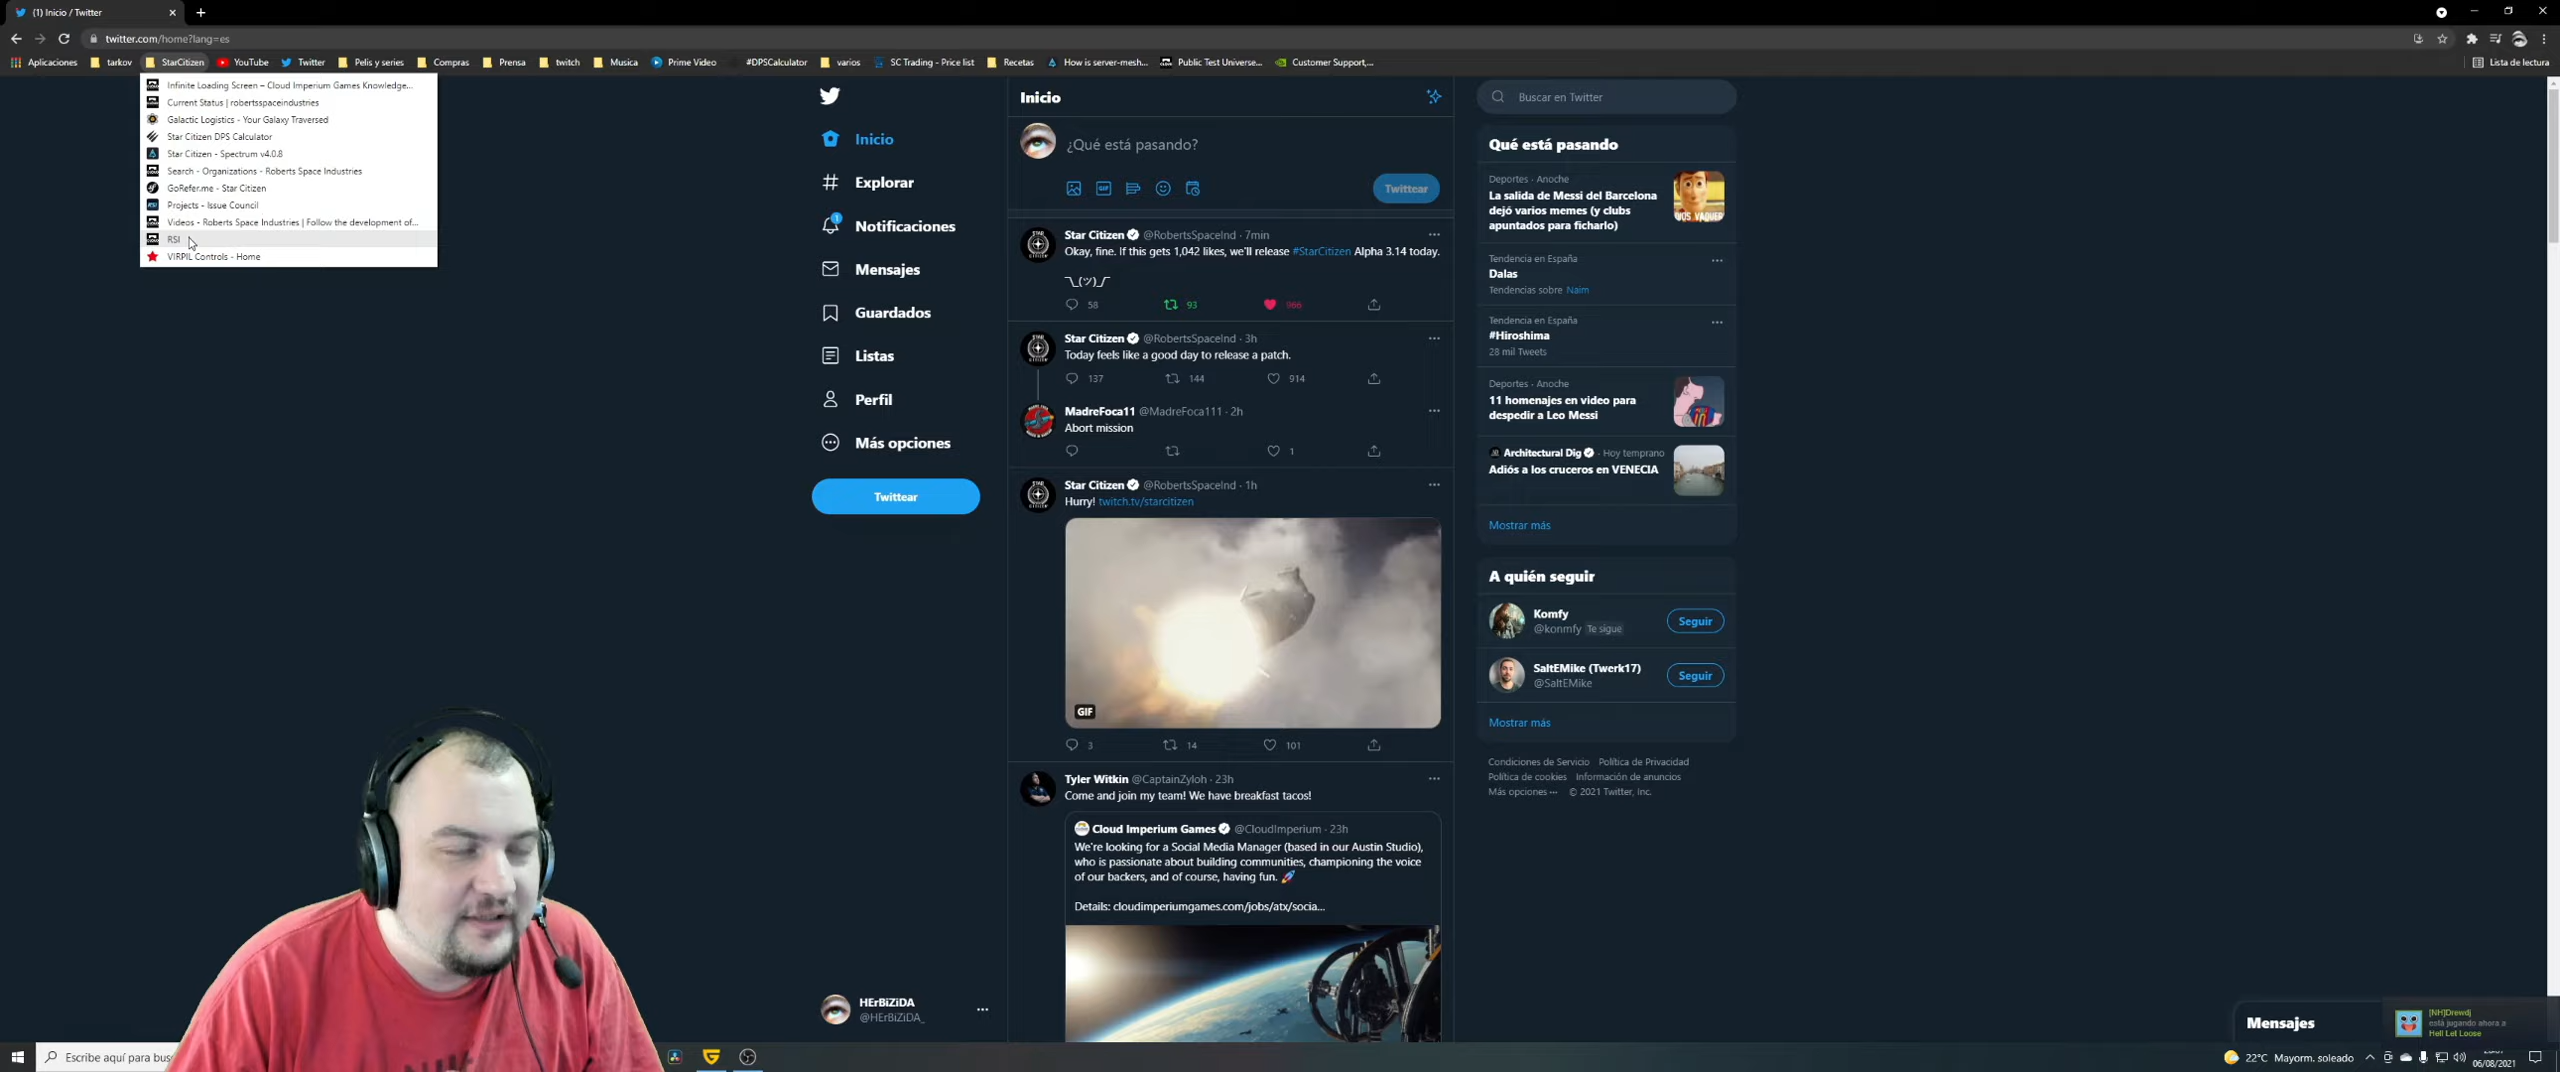 (1) Inicio / Twitter
twitter.com/home?lang=es
Aplicaciones
tarkov
StarCitizen
YouTube
Twitter
Pelis y series
Compras
Prensa
twitch
Musica
Prime Video
#DPSCalculator
varios
SC Trading - Price list
Recetas
How is server-mesh...
Public Test Universe...
Customer Support,...
Lista de lectura
Infinite Loading Screen – Cloud Imperium Games Knowledge...
Current Status | robertsspaceindustries
Galactic Logistics - Your Galaxy Traversed
Star Citizen DPS Calculator
Star Citizen - Spectrum v4.0.8
Search - Organizations - Roberts Space Industries
GoRefer.me - Star Citizen
Projects - Issue Council
Videos - Roberts Space Industries | Follow the development of...
RSI
VIRPIL Controls - Home
Inicio
Explorar
1
Notificaciones
Mensajes
Guardados
Listas
Perfil
Más opciones
Twittear
HErBiZiDA
@HErBiZiDA_
Inicio
¿Qué está pasando?
GIF
Twittear
Star Citizen @RobertsSpaceInd · 7min
Okay, fine. If this gets 1,042 likes, we'll release #StarCitizen Alpha 3.14 today.
¯\_(ツ)_/¯
58 93 966
Star Citizen @RobertsSpaceInd · 3h
Today feels like a good day to release a patch.
137 144 914
MadreFoca11 @MadreFoca111 · 2h
Abort mission
1
Star Citizen @RobertsSpaceInd · 1h
Hurry! twitch.tv/starcitizen
GIF
3 14 101
Tyler Witkin @CaptainZyloh · 23h
Come and join my team! We have breakfast tacos!
Cloud Imperium Games @CloudImperium · 23h
We're looking for a Social Media Manager (based in our Austin Studio),
who is passionate about building communities, championing the voice
of our backers, and of course, having fun. 🚀
Details: cloudimperiumgames.com/jobs/atx/socia...
Buscar en Twitter
Qué está pasando
Deportes · Anoche
La salida de Messi del Barcelona
dejó varios memes (y clubs
apuntados para ficharlo)
VOS VAQUER
Tendencia en España
Dalas
Tendencias sobre Naim
Tendencia en España
#Hiroshima
28 mil Tweets
Deportes · Anoche
11 homenajes en video para
despedir a Leo Messi
Architectural Dig · Hoy temprano
Adiós a los cruceros en VENECIA
Mostrar más
A quién seguir
Komfy
@konmfy Te sigue
Seguir
SaltEMike (Twerk17)
@SaltEMike
Seguir
Mostrar más
Condiciones de Servicio Política de Privacidad
Política de cookies Información de anuncios
Más opciones ··· © 2021 Twitter, Inc.
Mensajes
[NH]Drewdj
está jugando ahora a
Hell Let Loose
Escribe aquí para bus
22°C Mayorm. soleado
06/08/2021